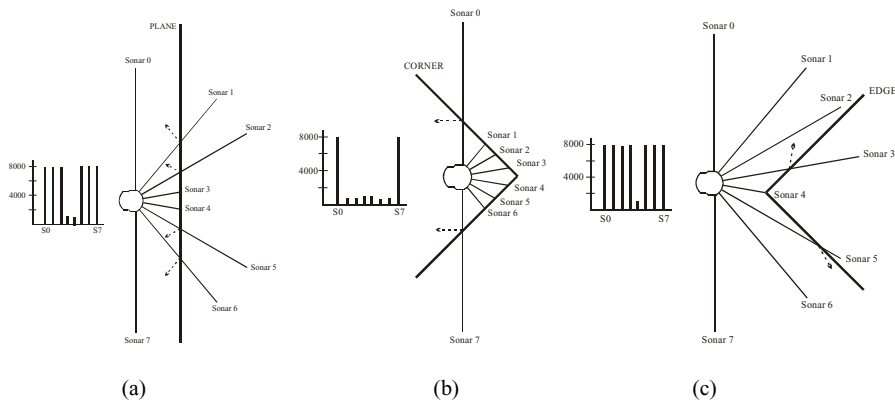 PLANE
Sonar 0
Sonar 1
Sonar 2
Sonar 3
Sonar 4
Sonar 5
Sonar 6
Sonar 7
8000
4000
S0 S7
(a)
Sonar 0
CORNER
Sonar 1
Sonar 2
Sonar 3
Sonar 4
Sonar 5
Sonar 6
Sonar 7
8000
4000
S0 S7
(b)
Sonar 0
Sonar 1
Sonar 2
EDGE
Sonar 3
Sonar 4
Sonar 5
Sonar 6
Sonar 7
8000
4000
S0 S7
(c)